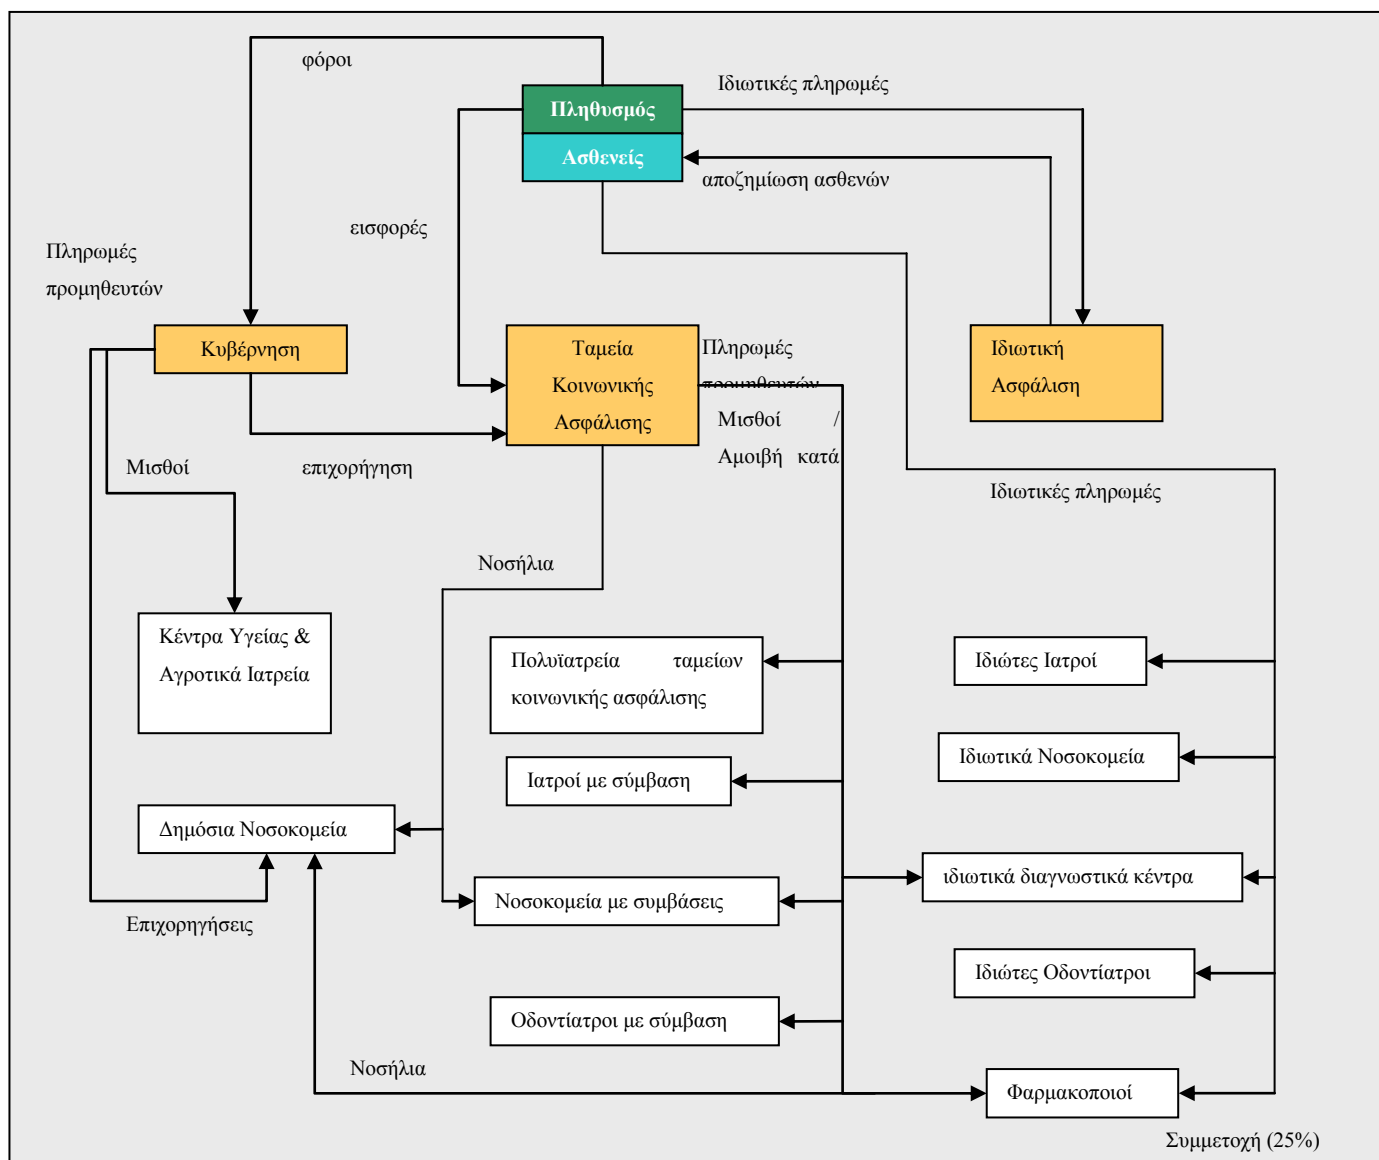 φόροι
Ιδιωτικές πληρωμές
Πληθυσμός
Ασθενείς
αποζημίωση ασθενών
εισφορές
Πληρωμές
προμηθευτών
Κυβέρνηση
Ταμεία
Κοινωνικής
Ασφάλισης
Πληρωμές
προμηθευτών
Μισθοί /
Αμοιβή κατά
Ιδιωτική
Ασφάλιση
Μισθοί
επιχορήγηση
Ιδιωτικές πληρωμές
Νοσήλια
Κέντρα Υγείας &
Αγροτικά Ιατρεία
Πολυϊατρεία ταμείων
κοινωνικής ασφάλισης
Ιδιώτες Ιατροί
Ιδιωτικά Νοσοκομεία
Ιατροί με σύμβαση
Δημόσια Νοσοκομεία
ιδιωτικά διαγνωστικά κέντρα
Νοσοκομεία με συμβάσεις
Επιχορηγήσεις
Ιδιώτες Οδοντίατροι
Οδοντίατροι με σύμβαση
Νοσήλια
Φαρμακοποιοί
Συμμετοχή (25%)